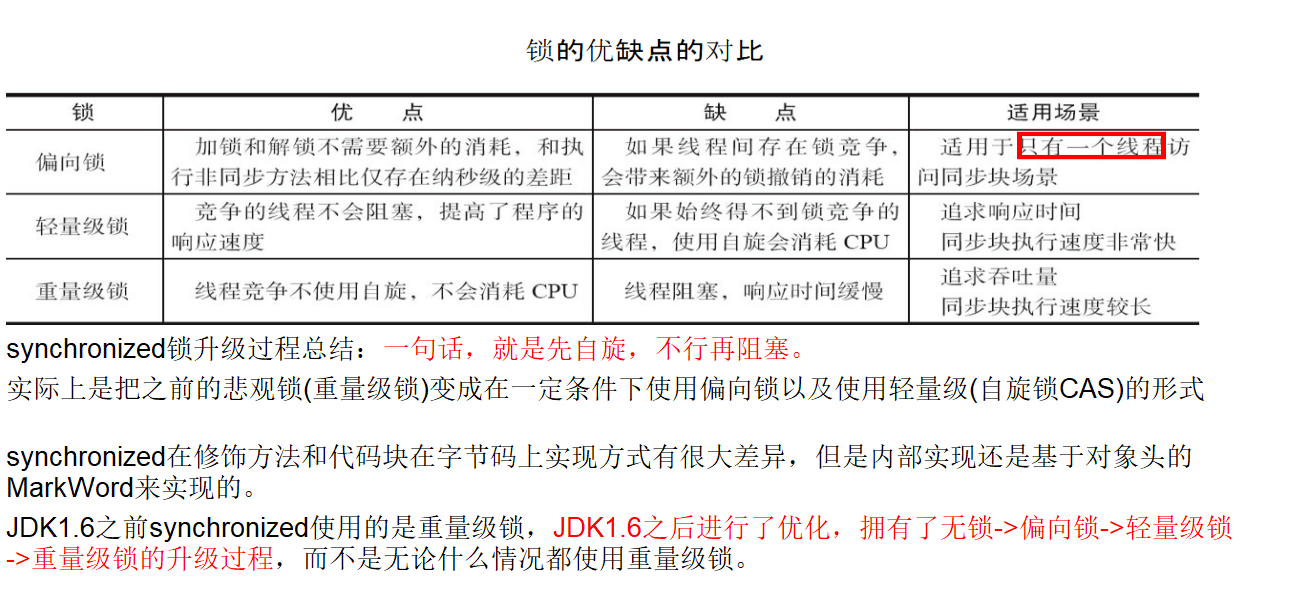 锁的优缺点的对比
锁 优 点 缺 点 适用场景
偏向锁
加锁和解锁不需要额外的消耗，和执
行非同步方法相比仅存在纳秒级的差距
如果线程间存在锁竞争，
会带来额外的锁撤销的消耗
适用于只有一个线程访
问同步块场景
轻量级锁
竞争的线程不会阻塞，提高了程序的
响应速度
如果始终得不到锁竞争的
线程，使用自旋会消耗 CPU
追求响应时间
同步块执行速度非常快
重量级锁
线程竞争不使用自旋，不会消耗 CPU
线程阻塞，响应时间缓慢
追求吞吐量
同步块执行速度较长
synchronized锁升级过程总结：一句话，就是先自旋，不行再阻塞。
实际上是把之前的悲观锁(重量级锁)变成在一定条件下使用偏向锁以及使用轻量级(自旋锁CAS)的形式
synchronized在修饰方法和代码块在字节码上实现方式有很大差异，但是内部实现还是基于对象头的
MarkWord来实现的。
JDK1.6之前synchronized使用的是重量级锁，JDK1.6之后进行了优化，拥有了无锁->偏向锁->轻量级锁
->重量级锁的升级过程，而不是无论什么情况都使用重量级锁。